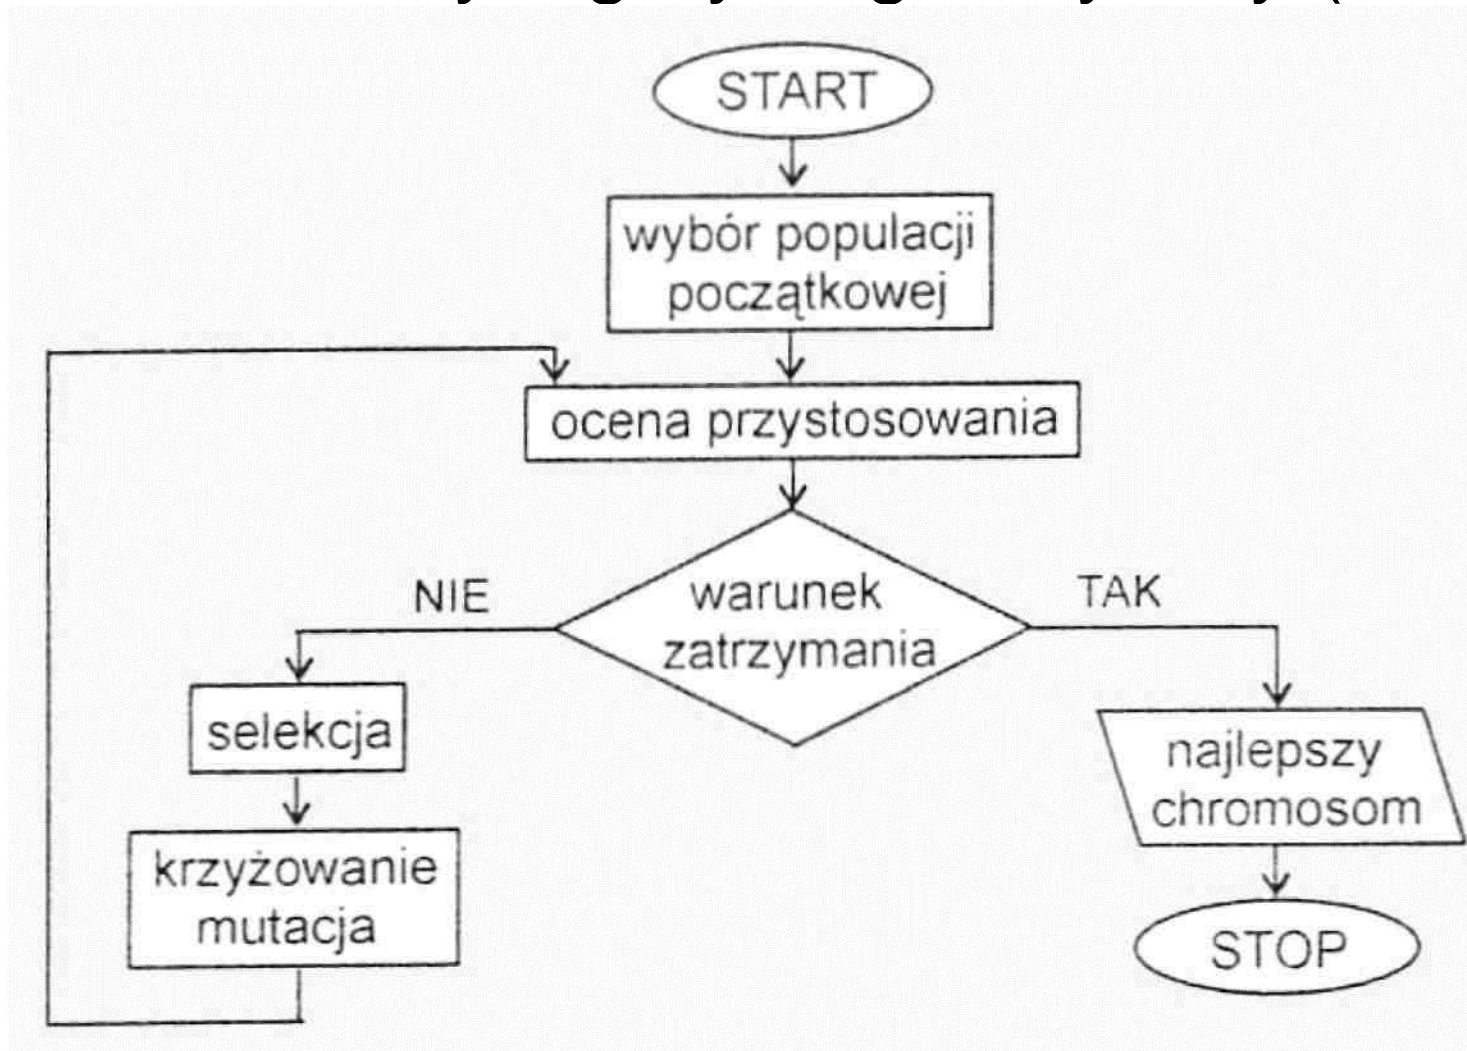 START
wybór populacji
początkowej
ocena przystosowania
warunek
zatrzymania
NIE
TAK
selekcja
krzyżowanie
mutacja
najlepszy
chromosom
STOP